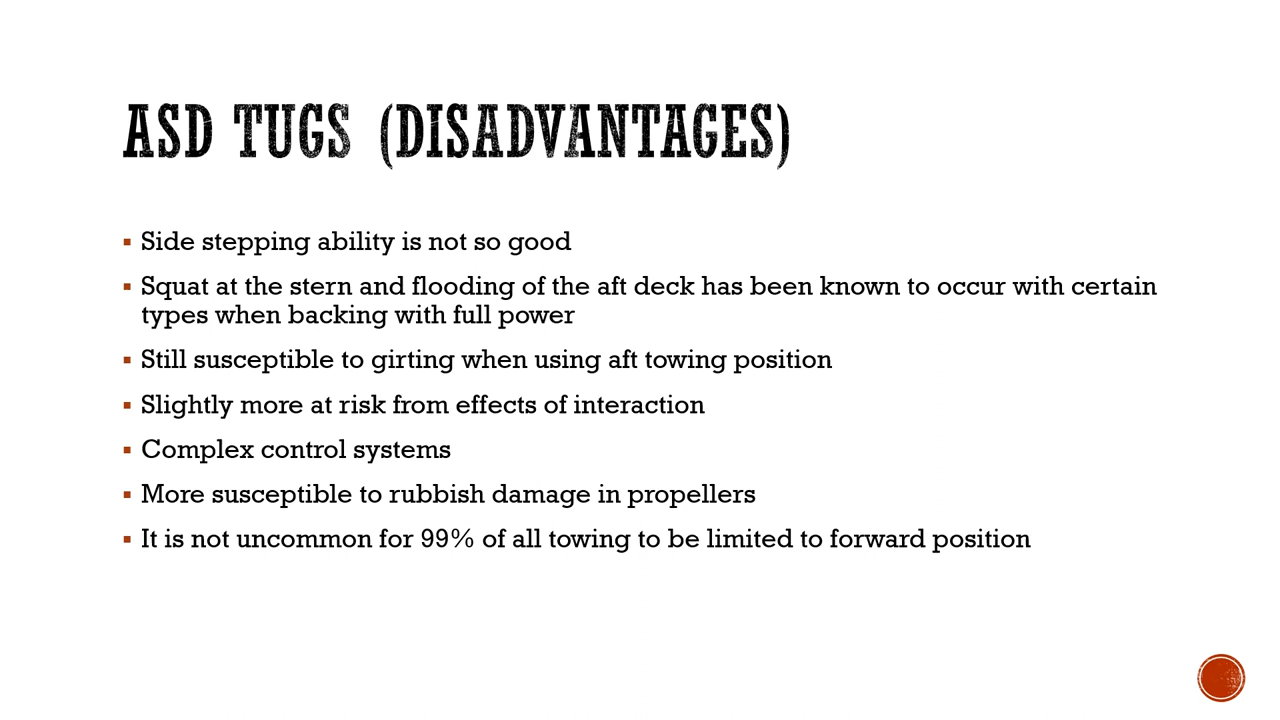 ASD TUGS (DISADVANTAGES)
▪ Side stepping ability is not so good
▪ Squat at the stern and flooding of the aft deck has been known to occur with certain
types when backing with full power
▪ Still susceptible to girting when using aft towing position
▪ Slightly more at risk from effects of interaction
▪ Complex control systems
▪ More susceptible to rubbish damage in propellers
▪ It is not uncommon for 99% of all towing to be limited to forward position